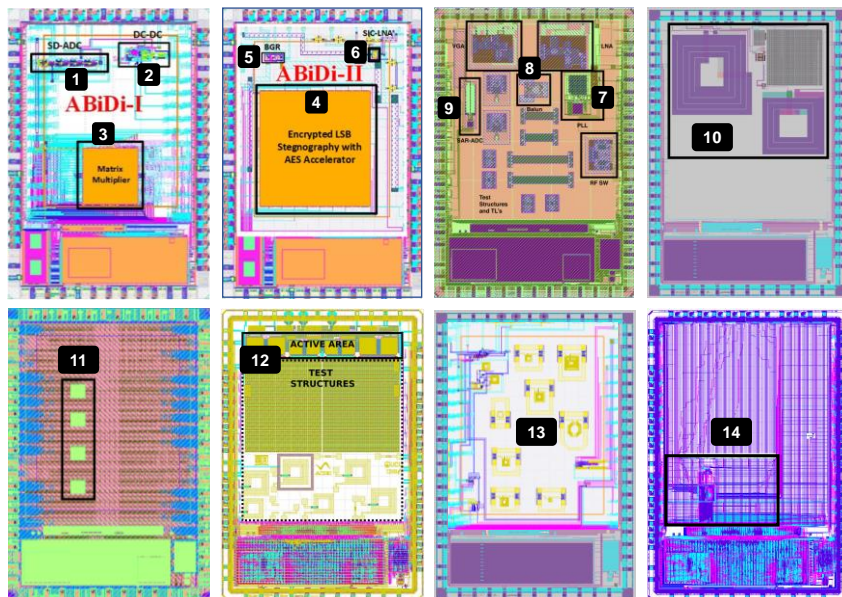 SD-ADC
DC-DC
1
2
ABiDi-I
3
Matrix
Multiplier
SIC-LNA'
5
BGR
6
ABiDi-II
4
Encrypted LSB
Stegnography with
AES Accelerator
VGA
LNA
8
9
7
Balun
PLL
SAR-ADC
RF SW
Test
Structures
and TL's
10
11
12
ACTIVE AREA
TEST
STRUCTURES
13
14